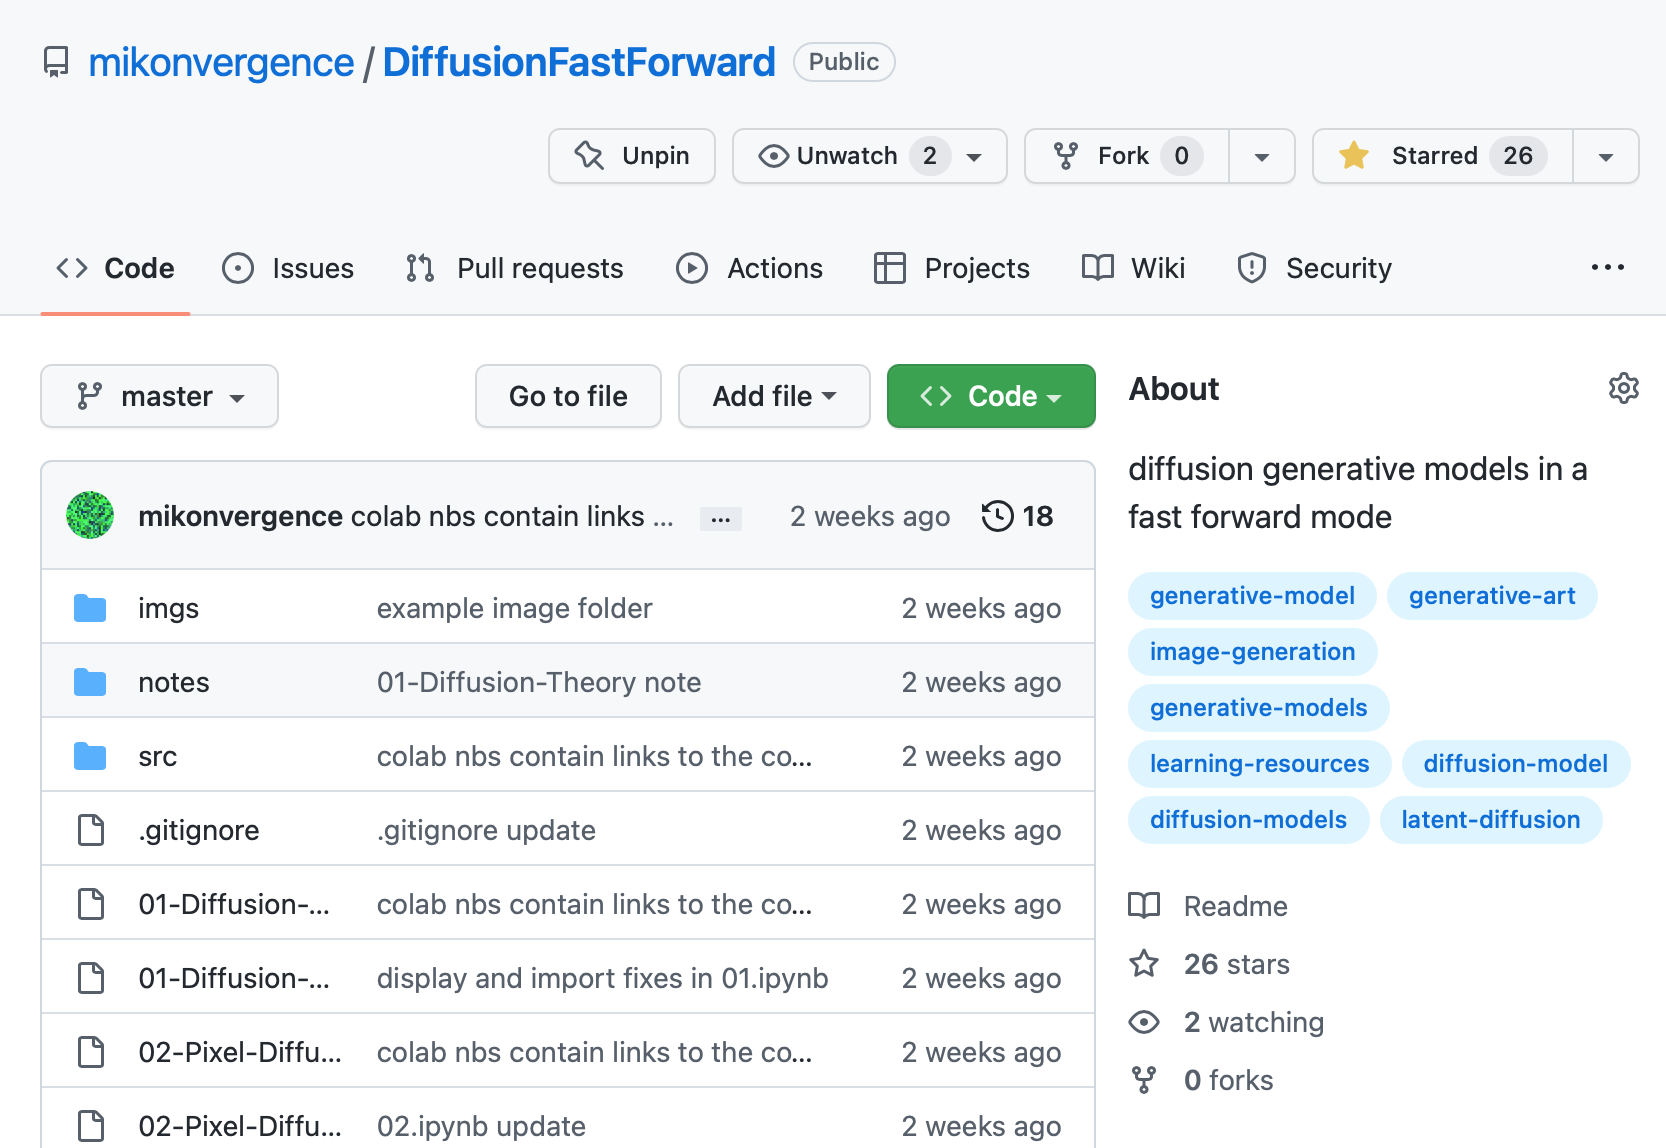 mikonvergence / DiffusionFastForward Public
Unpin Unwatch 2 Fork 0 Starred 26
Code Issues Pull requests Actions Projects Wiki Security ...
master Go to file Add file Code
mikonvergence colab nbs contain links ... ... 2 weeks ago 18
imgs example image folder 2 weeks ago
notes 01-Diffusion-Theory note 2 weeks ago
src colab nbs contain links to the co... 2 weeks ago
.gitignore .gitignore update 2 weeks ago
01-Diffusion-... colab nbs contain links to the co... 2 weeks ago
01-Diffusion-... display and import fixes in 01.ipynb 2 weeks ago
02-Pixel-Diffu... colab nbs contain links to the co... 2 weeks ago
02-Pixel-Diffu... 02.ipynb update 2 weeks ago
About
diffusion generative models in a
fast forward mode
generative-model generative-art
image-generation
generative-models
learning-resources diffusion-model
diffusion-models latent-diffusion
Readme
26 stars
2 watching
0 forks